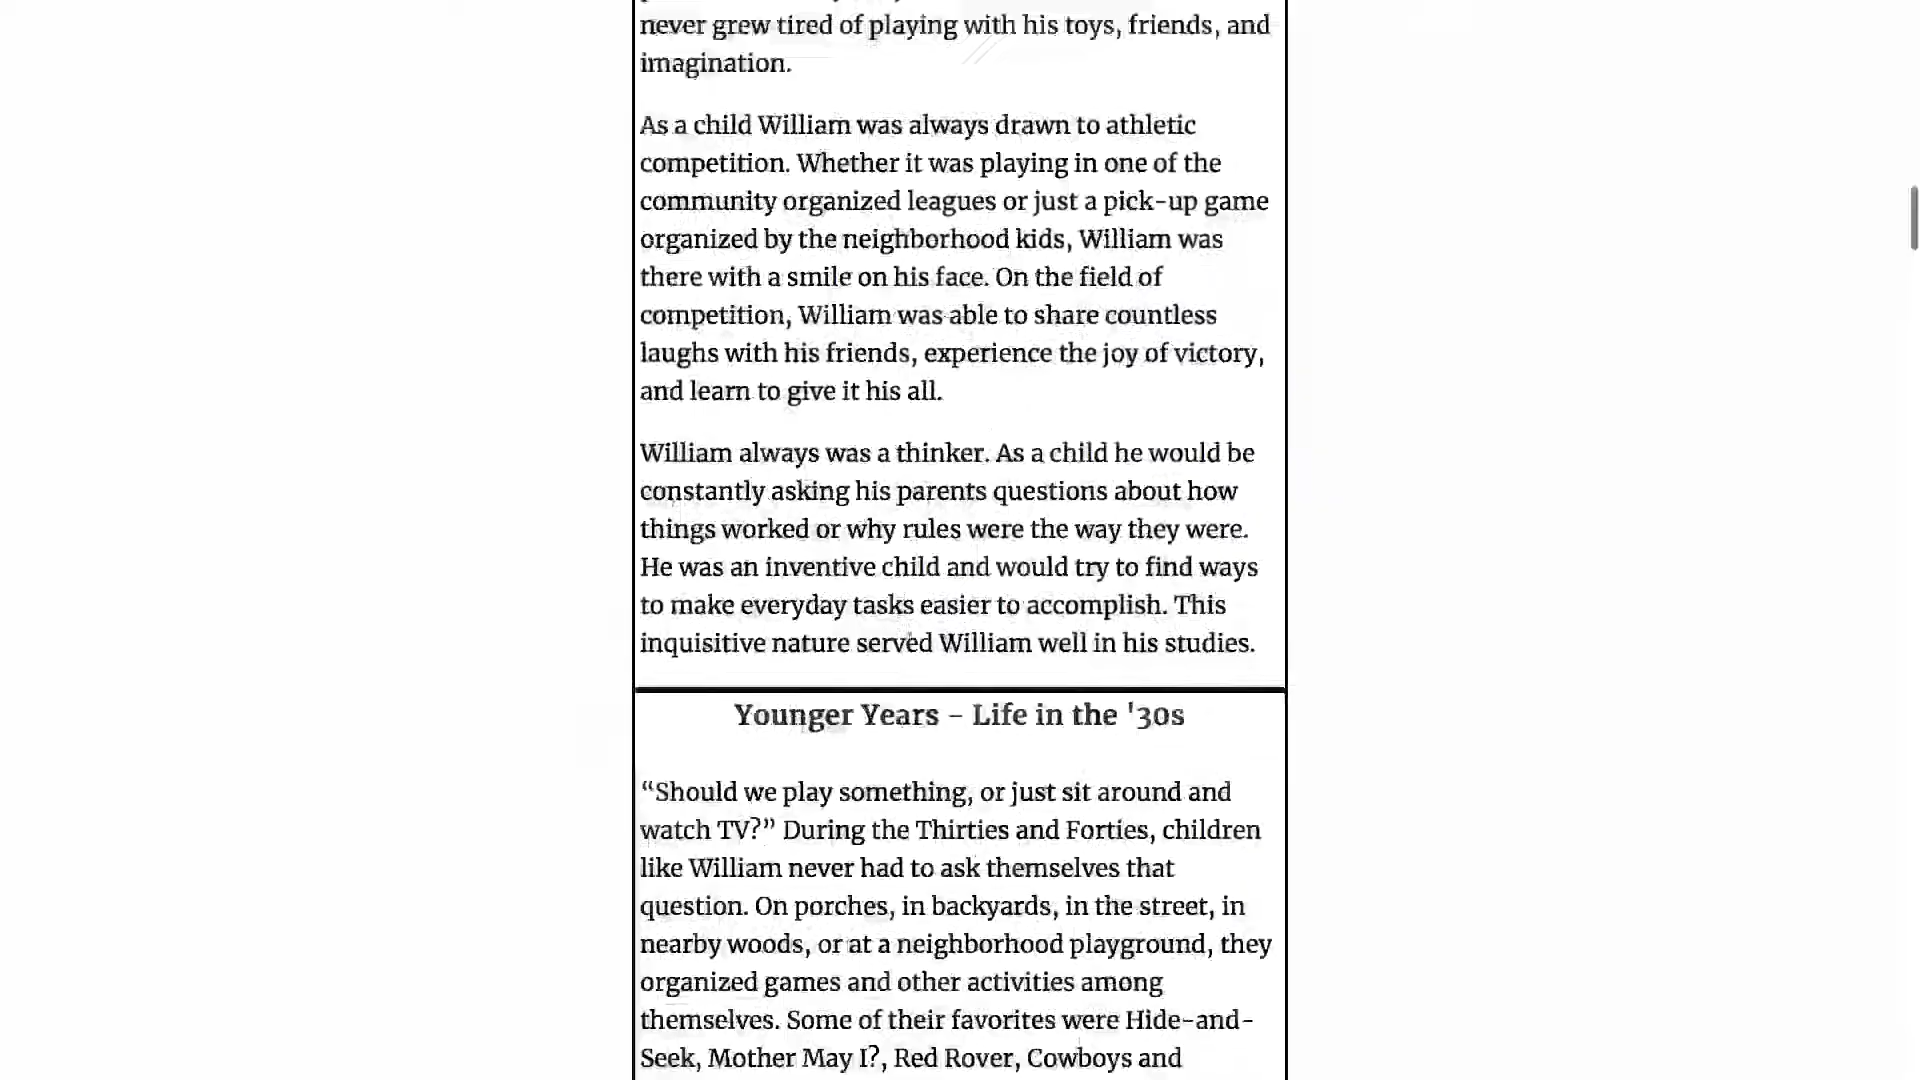 never grew tired of playing with his toys, friends, and
imagination.
As a child William was always drawn to athletic
competition. Whether it was playing in one of the
community organized leagues or just a pick-up game
organized by the neighborhood kids, William was
there with a smile on his face. On the field of
competition, William was able to share countless
laughs with his friends, experience the joy of victory,
and learn to give it his all.
William always was a thinker. As a child he would be
constantly asking his parents questions about how
things worked or why rules were the way they were.
He was an inventive child and would try to find ways
to make everyday tasks easier to accomplish. This
inquisitive nature served William well in his studies.
Younger Years – Life in the '30s
“Should we play something, or just sit around and
watch TV?” During the Thirties and Forties, children
like William never had to ask themselves that
question. On porches, in backyards, in the street, in
nearby woods, or at a neighborhood playground, they
organized games and other activities among
themselves. Some of their favorites were Hide-and-
Seek, Mother May I?, Red Rover, Cowboys and